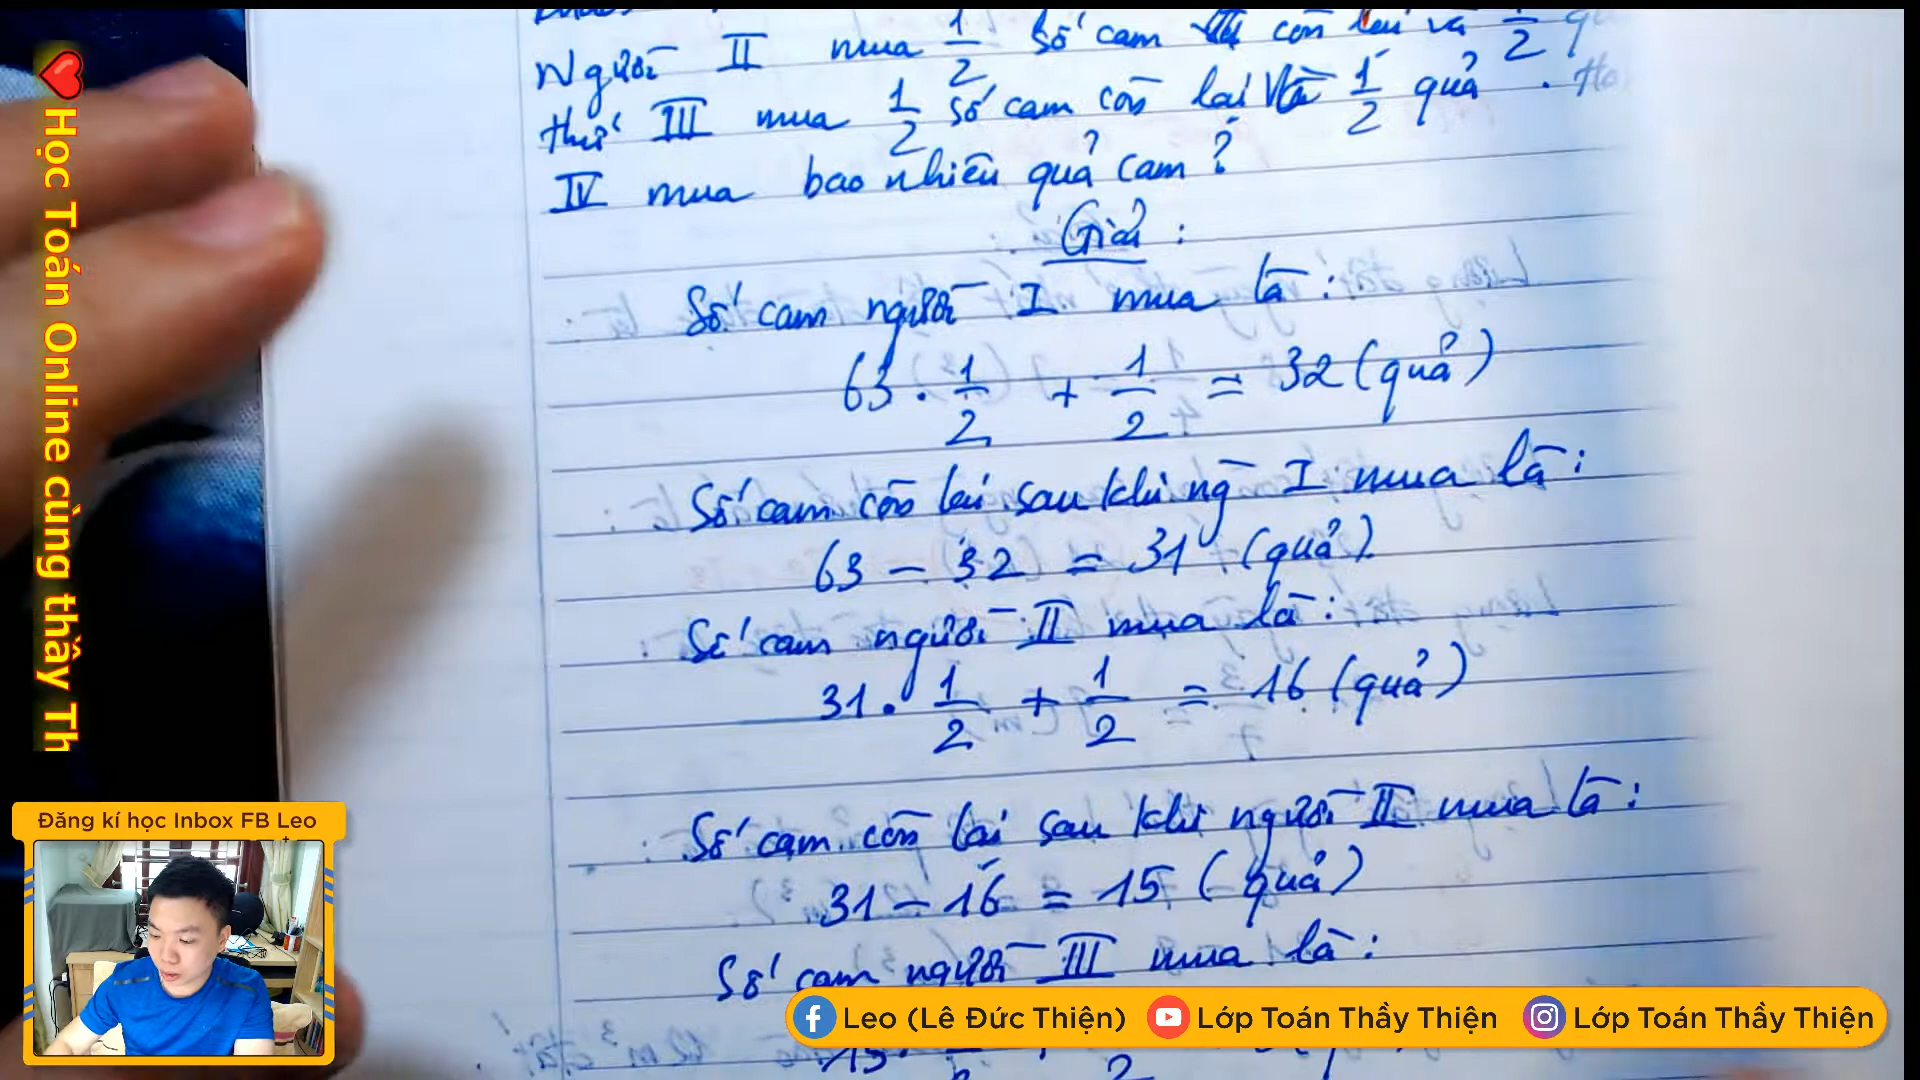 Người II mua 1/2 số cam còn lại và 1/2
thứ III mua 1/2 số cam còn lại và 1/2 quả.
IV mua bao nhiêu quả cam ?
Giải :
Số cam người I mua là :
63 . 1/2 + 1/2 = 32 (quả)
Số cam còn lại sau khi ng I mua là :
63 - 32 = 31 (quả)
Số cam người II mua là :
31 . 1/2 + 1/2 = 16 (quả)
Số cam còn lại sau khi người II mua là :
31 - 16 = 15 (quả)
Số cam người III mua là :
Học Toán Online cùng thầy Th
Đăng kí học Inbox FB Leo
Leo (Lê Đức Thiện) Lớp Toán Thầy Thiện Lớp Toán Thầy Thiện